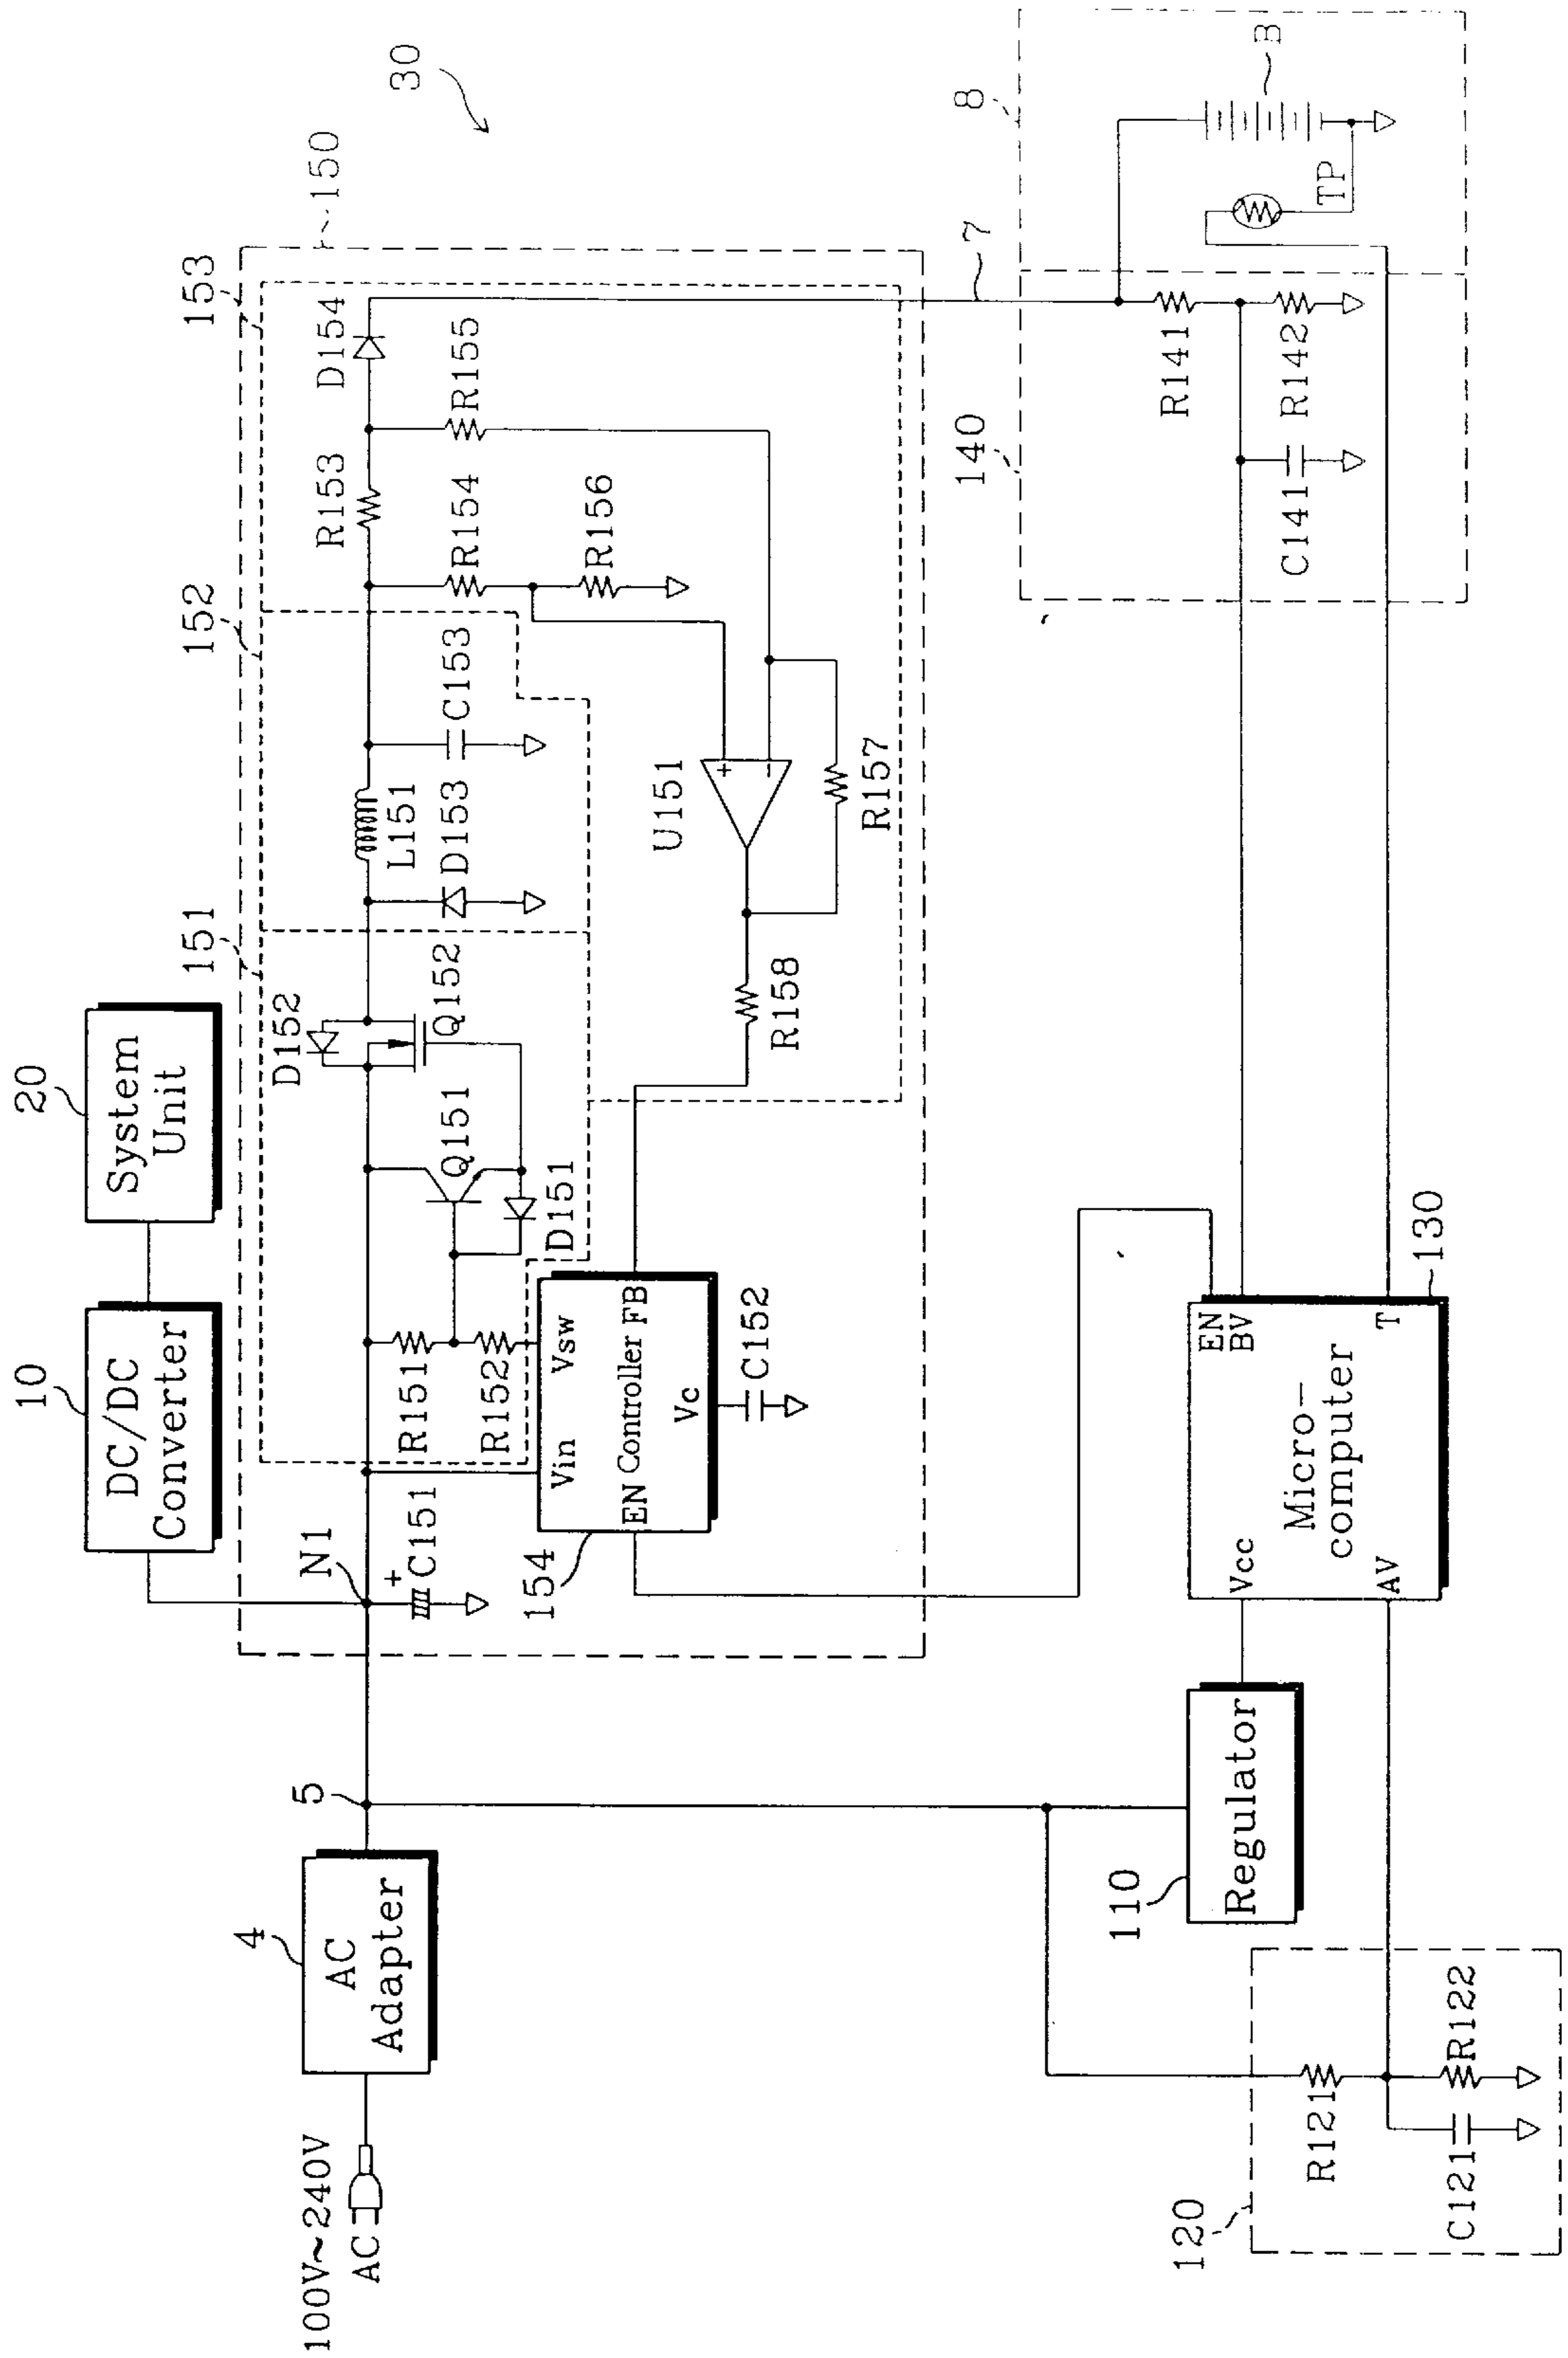 30
10
20
DC/DC
Converter
System
Unit
151
152
153
~150
100V~240V
AC
4
AC
Adapter
5
N1
C151
+
R151
R152
Q151
D151
D152
Q152
L151
D153
C153
R153
D154
R154
R155
R156
U151
+
−
R157
R158
154
Vin
Vsw
EN
Controller
FB
Vc
C152
7
8
B
TP
140
R141
R142
C141
110
Regulator
130
Vcc
EN
BV
Micro-
computer
AV
T
120
R121
R122
C121